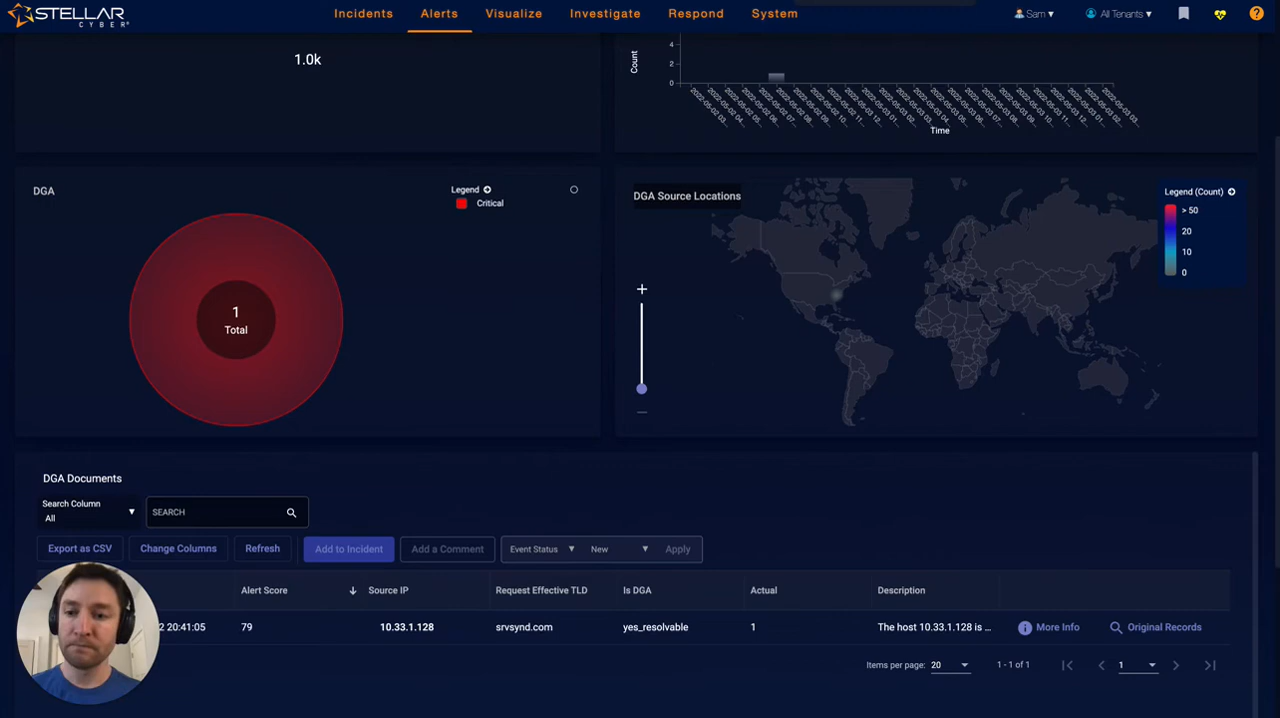 STELLAR
CYBER
Incidents Alerts Visualize Investigate Respond System
Sam All Tenants
1.0k
Count
4
2
0
Time
DGA
Legend
Critical
1
Total
DGA Source Locations
Legend (Count)
> 50
20
10
0
DGA Documents
Search Column
All
SEARCH
Export as CSV Change Columns Refresh Add to Incident Add a Comment Event Status New Apply
Alert Score Source IP Request Effective TLD Is DGA Actual Description
2 20:41:05 79 10.33.1.128 srvsynd.com yes_resolvable 1 The host 10.33.1.128 is ... More Info Original Records
Items per page: 20 1 - 1 of 1 1